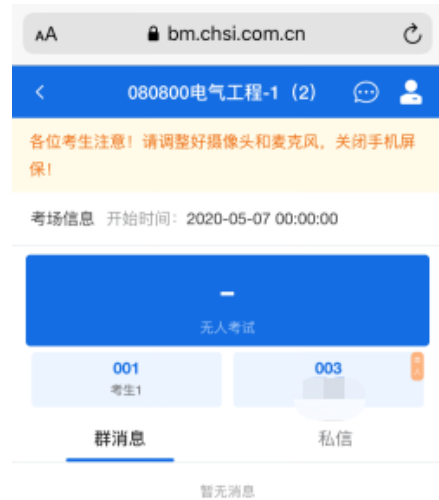 AA bm.chsi.com.cn
080800电气工程-1（2）
各位考生注意！请调整好摄像头和麦克风，关闭手机屏
保！
考场信息 开始时间：2020-05-07 00:00:00
–
无人考试
001
考生1
003
本人
群消息 私信
暂无消息